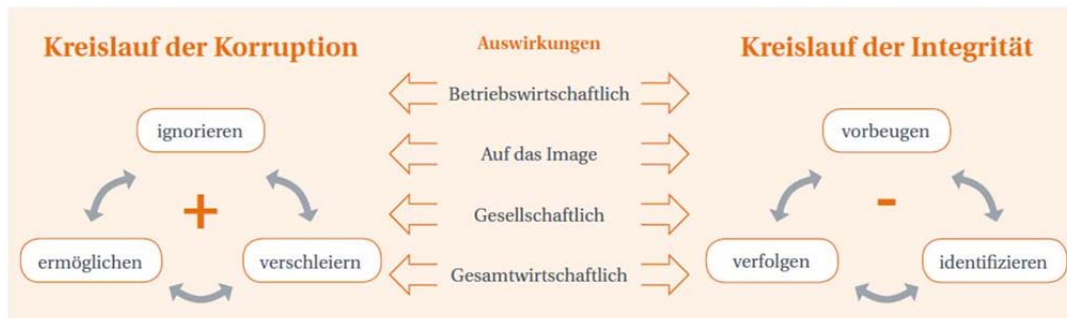 Kreislauf der Korruption
ignorieren
+
ermöglichen
verschleiern
Auswirkungen
Betriebswirtschaftlich
Auf das Image
Gesellschaftlich
Gesamtwirtschaftlich
Kreislauf der Integrität
vorbeugen
-
verfolgen
identifizieren